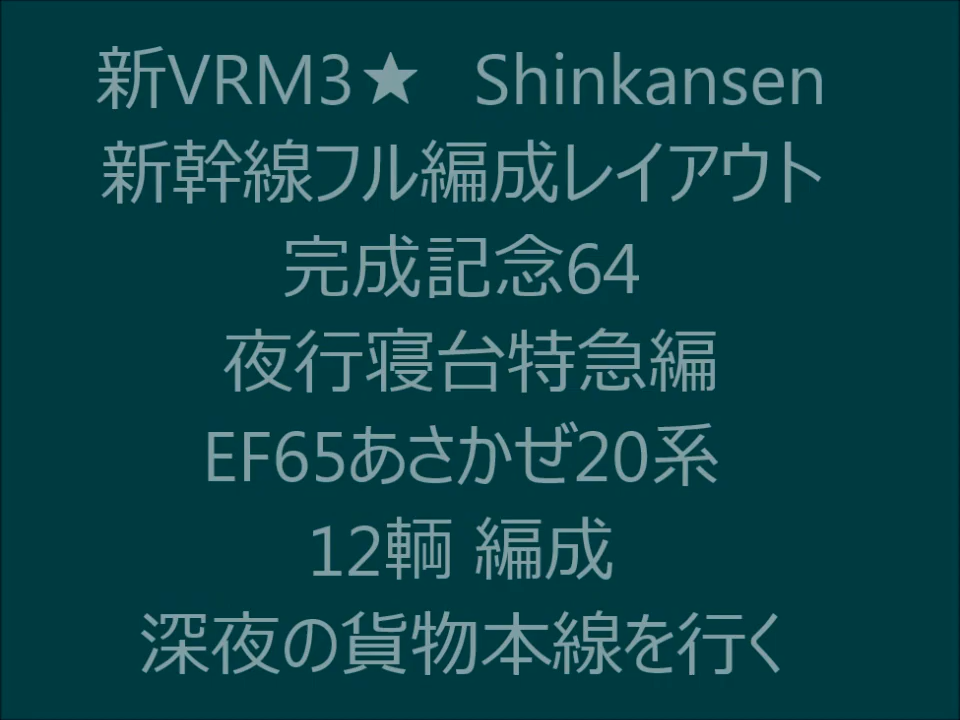 新VRM3★ Shinkansen
新幹線フル編成レイアウト
完成記念64
夜行寝台特急編
EF65あさかぜ20系
12輌 編成
深夜の貨物本線を行く